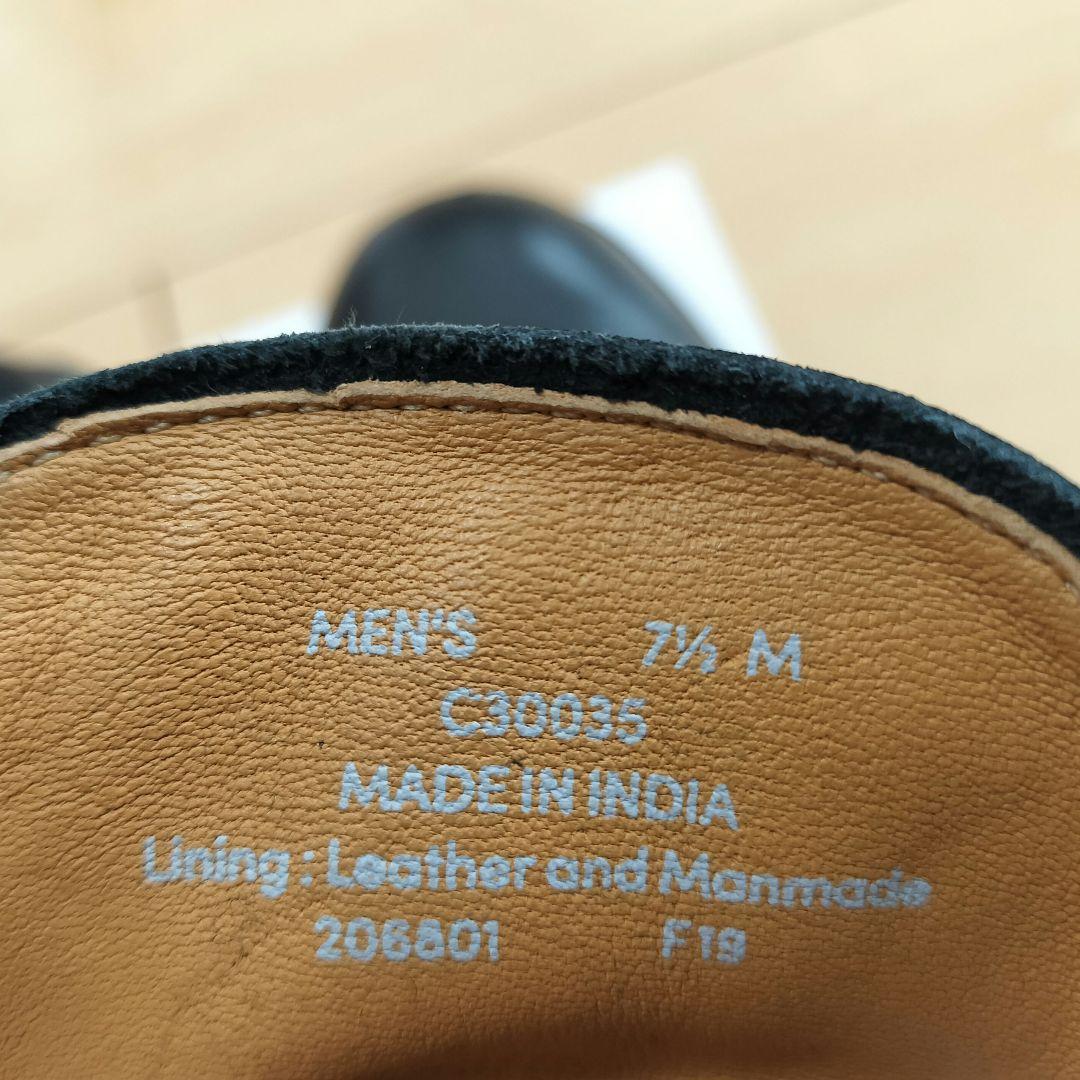 MEN'S 7½ M
C30035
MADE IN INDIA
Lining : Leather and Manmade
206801 F19